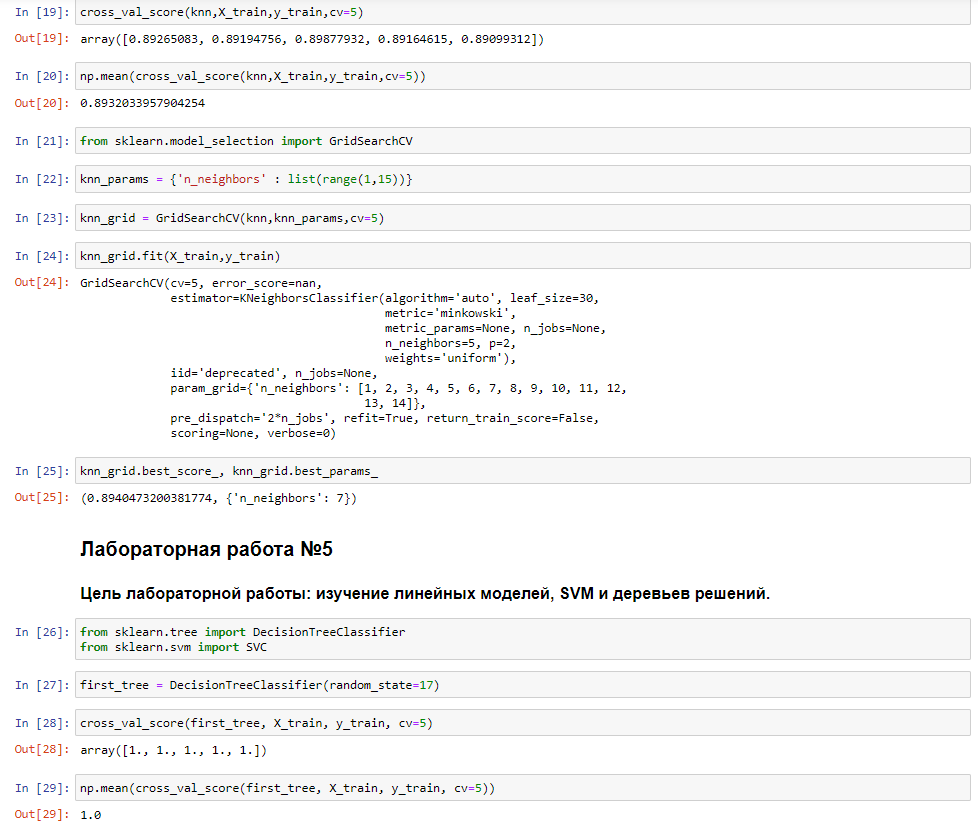 In [19]: cross_val_score(knn,X_train,y_train,cv=5)
Out[19]: array([0.89265083, 0.89194756, 0.89877932, 0.89164615, 0.89099312])
In [20]: np.mean(cross_val_score(knn,X_train,y_train,cv=5))
Out[20]: 0.8932033957904254
In [21]: from sklearn.model_selection import GridSearchCV
In [22]: knn_params = {'n_neighbors' : list(range(1,15))}
In [23]: knn_grid = GridSearchCV(knn,knn_params,cv=5)
In [24]: knn_grid.fit(X_train,y_train)
Out[24]: GridSearchCV(cv=5, error_score=nan,
estimator=KNeighborsClassifier(algorithm='auto', leaf_size=30,
metric='minkowski',
metric_params=None, n_jobs=None,
n_neighbors=5, p=2,
weights='uniform'),
iid='deprecated', n_jobs=None,
param_grid={'n_neighbors': [1, 2, 3, 4, 5, 6, 7, 8, 9, 10, 11, 12,
13, 14]},
pre_dispatch='2*n_jobs', refit=True, return_train_score=False,
scoring=None, verbose=0)
In [25]: knn_grid.best_score_, knn_grid.best_params_
Out[25]: (0.8940473200381774, {'n_neighbors': 7})
Лабораторная работа №5
Цель лабораторной работы: изучение линейных моделей, SVM и деревьев решений.
In [26]: from sklearn.tree import DecisionTreeClassifier
from sklearn.svm import SVC
In [27]: first_tree = DecisionTreeClassifier(random_state=17)
In [28]: cross_val_score(first_tree, X_train, y_train, cv=5)
Out[28]: array([1., 1., 1., 1., 1.])
In [29]: np.mean(cross_val_score(first_tree, X_train, y_train, cv=5))
Out[29]: 1.0